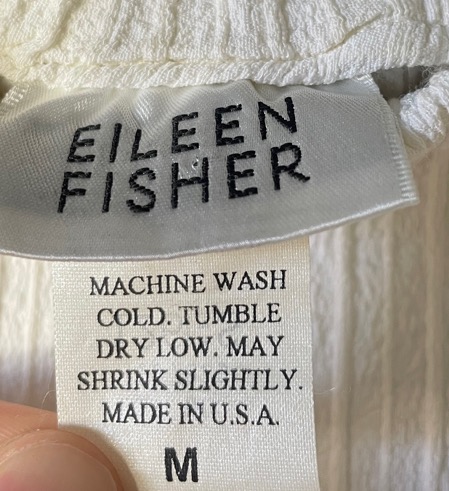 EILEEN
FISHER
MACHINE WASH
COLD. TUMBLE
DRY LOW. MAY
SHRINK SLIGHTLY.
MADE IN U.S.A.
M